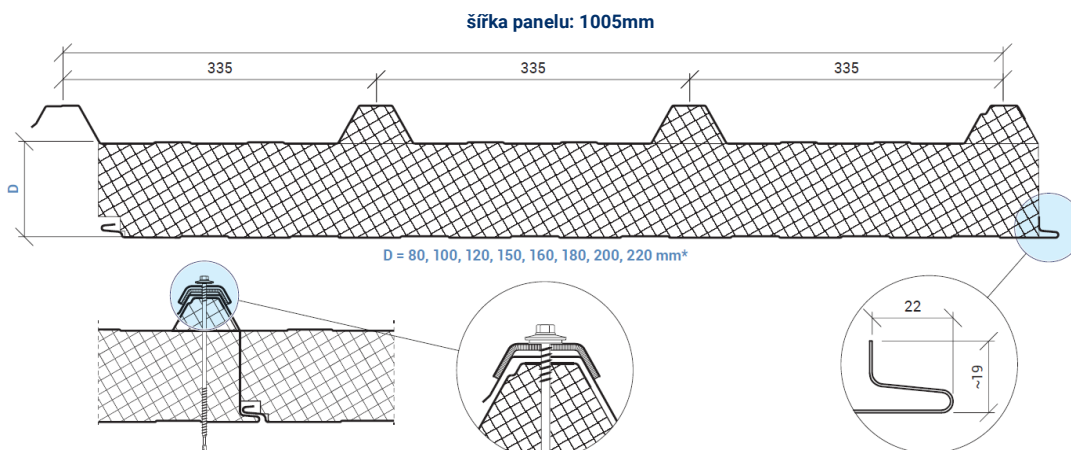 šířka panelu: 1005mm
335 335 335
D
D = 80, 100, 120, 150, 160, 180, 200, 220 mm*
22
~19